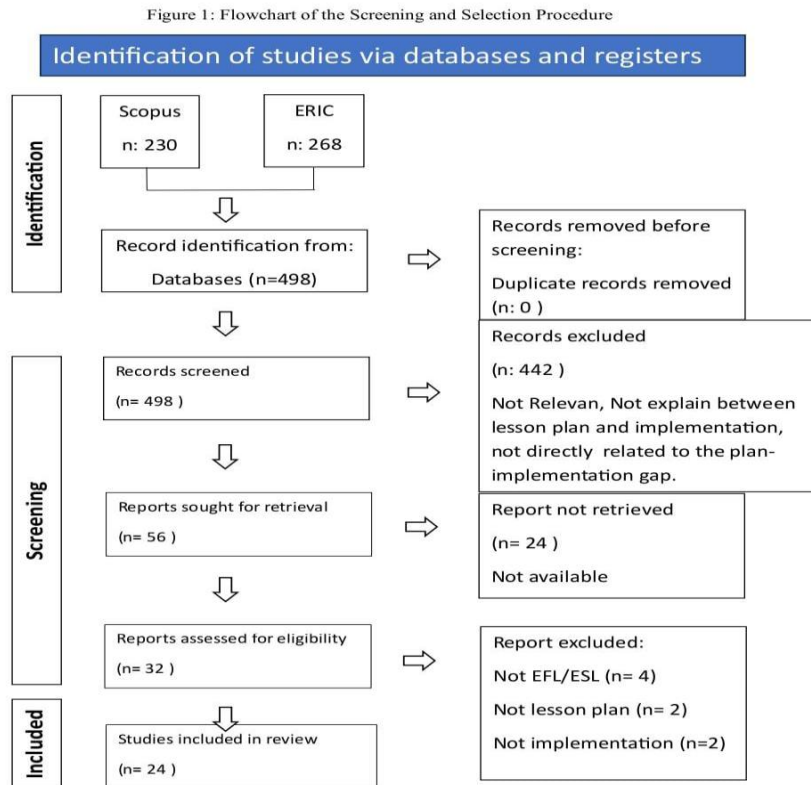 Figure 1: Flowchart of the Screening and Selection Procedure
Identification of studies via databases and registers
Identification
Scopus
n: 230
ERIC
n: 268
Record identification from:
Databases (n=498)
Records removed before
screening:
Duplicate records removed
(n: 0 )
Screening
Records screened
(n= 498 )
Records excluded
(n: 442 )
Not Relevan, Not explain between
lesson plan and implementation,
not directly related to the plan-
implementation gap.
Reports sought for retrieval
(n= 56 )
Report not retrieved
(n= 24 )
Not available
Reports assessed for eligibility
(n= 32 )
Report excluded:
Not EFL/ESL (n= 4)
Not lesson plan (n= 2)
Not implementation (n=2)
Included
Studies included in review
(n= 24 )